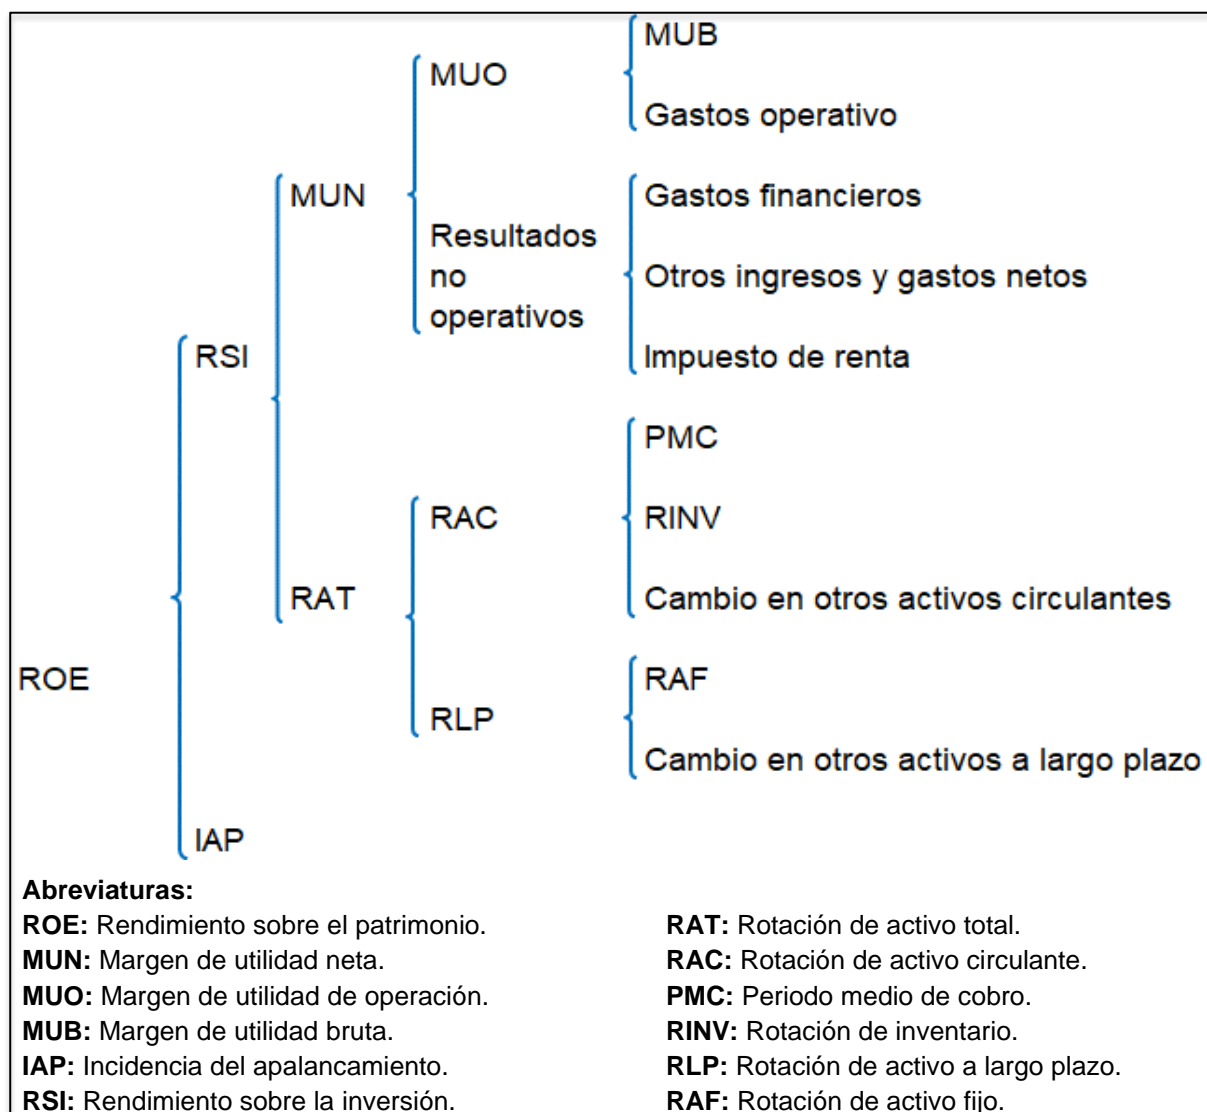 MUB
MUO
Gastos operativo
MUN
Gastos financieros
Resultados
no
operativos
Otros ingresos y gastos netos
RSI
Impuesto de renta
PMC
RAC
RINV
RAT
Cambio en otros activos circulantes
ROE
RAF
RLP
Cambio en otros activos a largo plazo
IAP
Abreviaturas:
ROE: Rendimiento sobre el patrimonio.
MUN: Margen de utilidad neta.
MUO: Margen de utilidad de operación.
MUB: Margen de utilidad bruta.
IAP: Incidencia del apalancamiento.
RSI: Rendimiento sobre la inversión.
RAT: Rotación de activo total.
RAC: Rotación de activo circulante.
PMC: Periodo medio de cobro.
RINV: Rotación de inventario.
RLP: Rotación de activo a largo plazo.
RAF: Rotación de activo fijo.